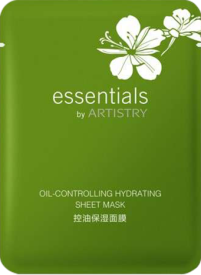 essentials
by ARTISTRY
OIL-CONTROLLING HYDRATING
SHEET MASK
控油保湿面膜